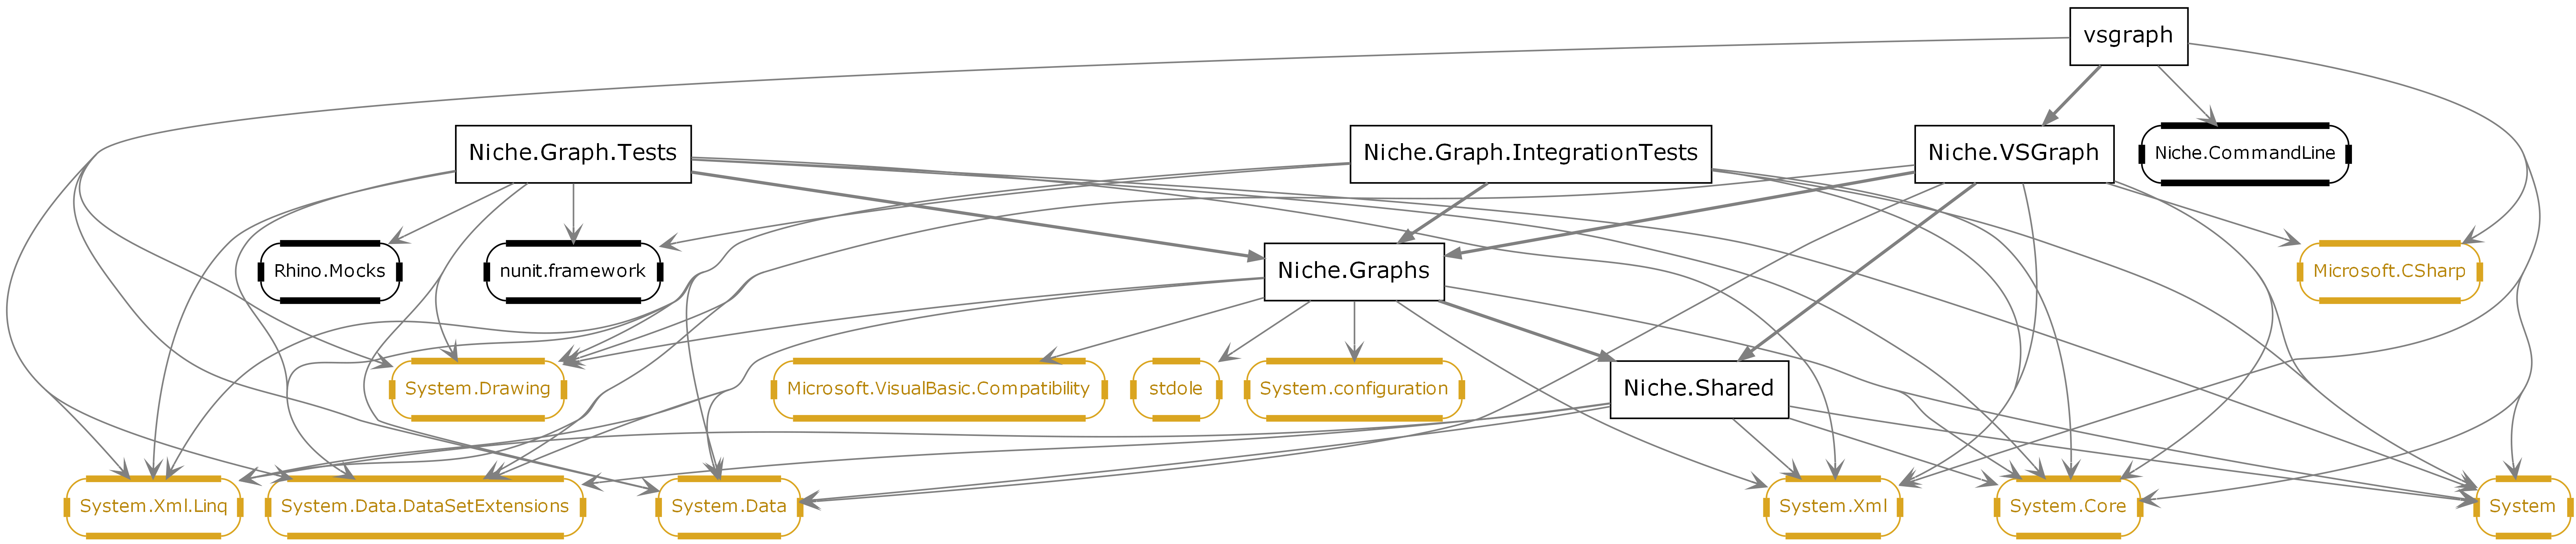 vsgraph
Niche.Graph.Tests
Niche.Graph.IntegrationTests
Niche.VSGraph
Niche.CommandLine
Rhino.Mocks
nunit.framework
Niche.Graphs
Microsoft.CSharp
System.Drawing
Microsoft.VisualBasic.Compatibility
stdole
System.configuration
Niche.Shared
System.Xml.Linq
System.Data.DataSetExtensions
System.Data
System.Xml
System.Core
System